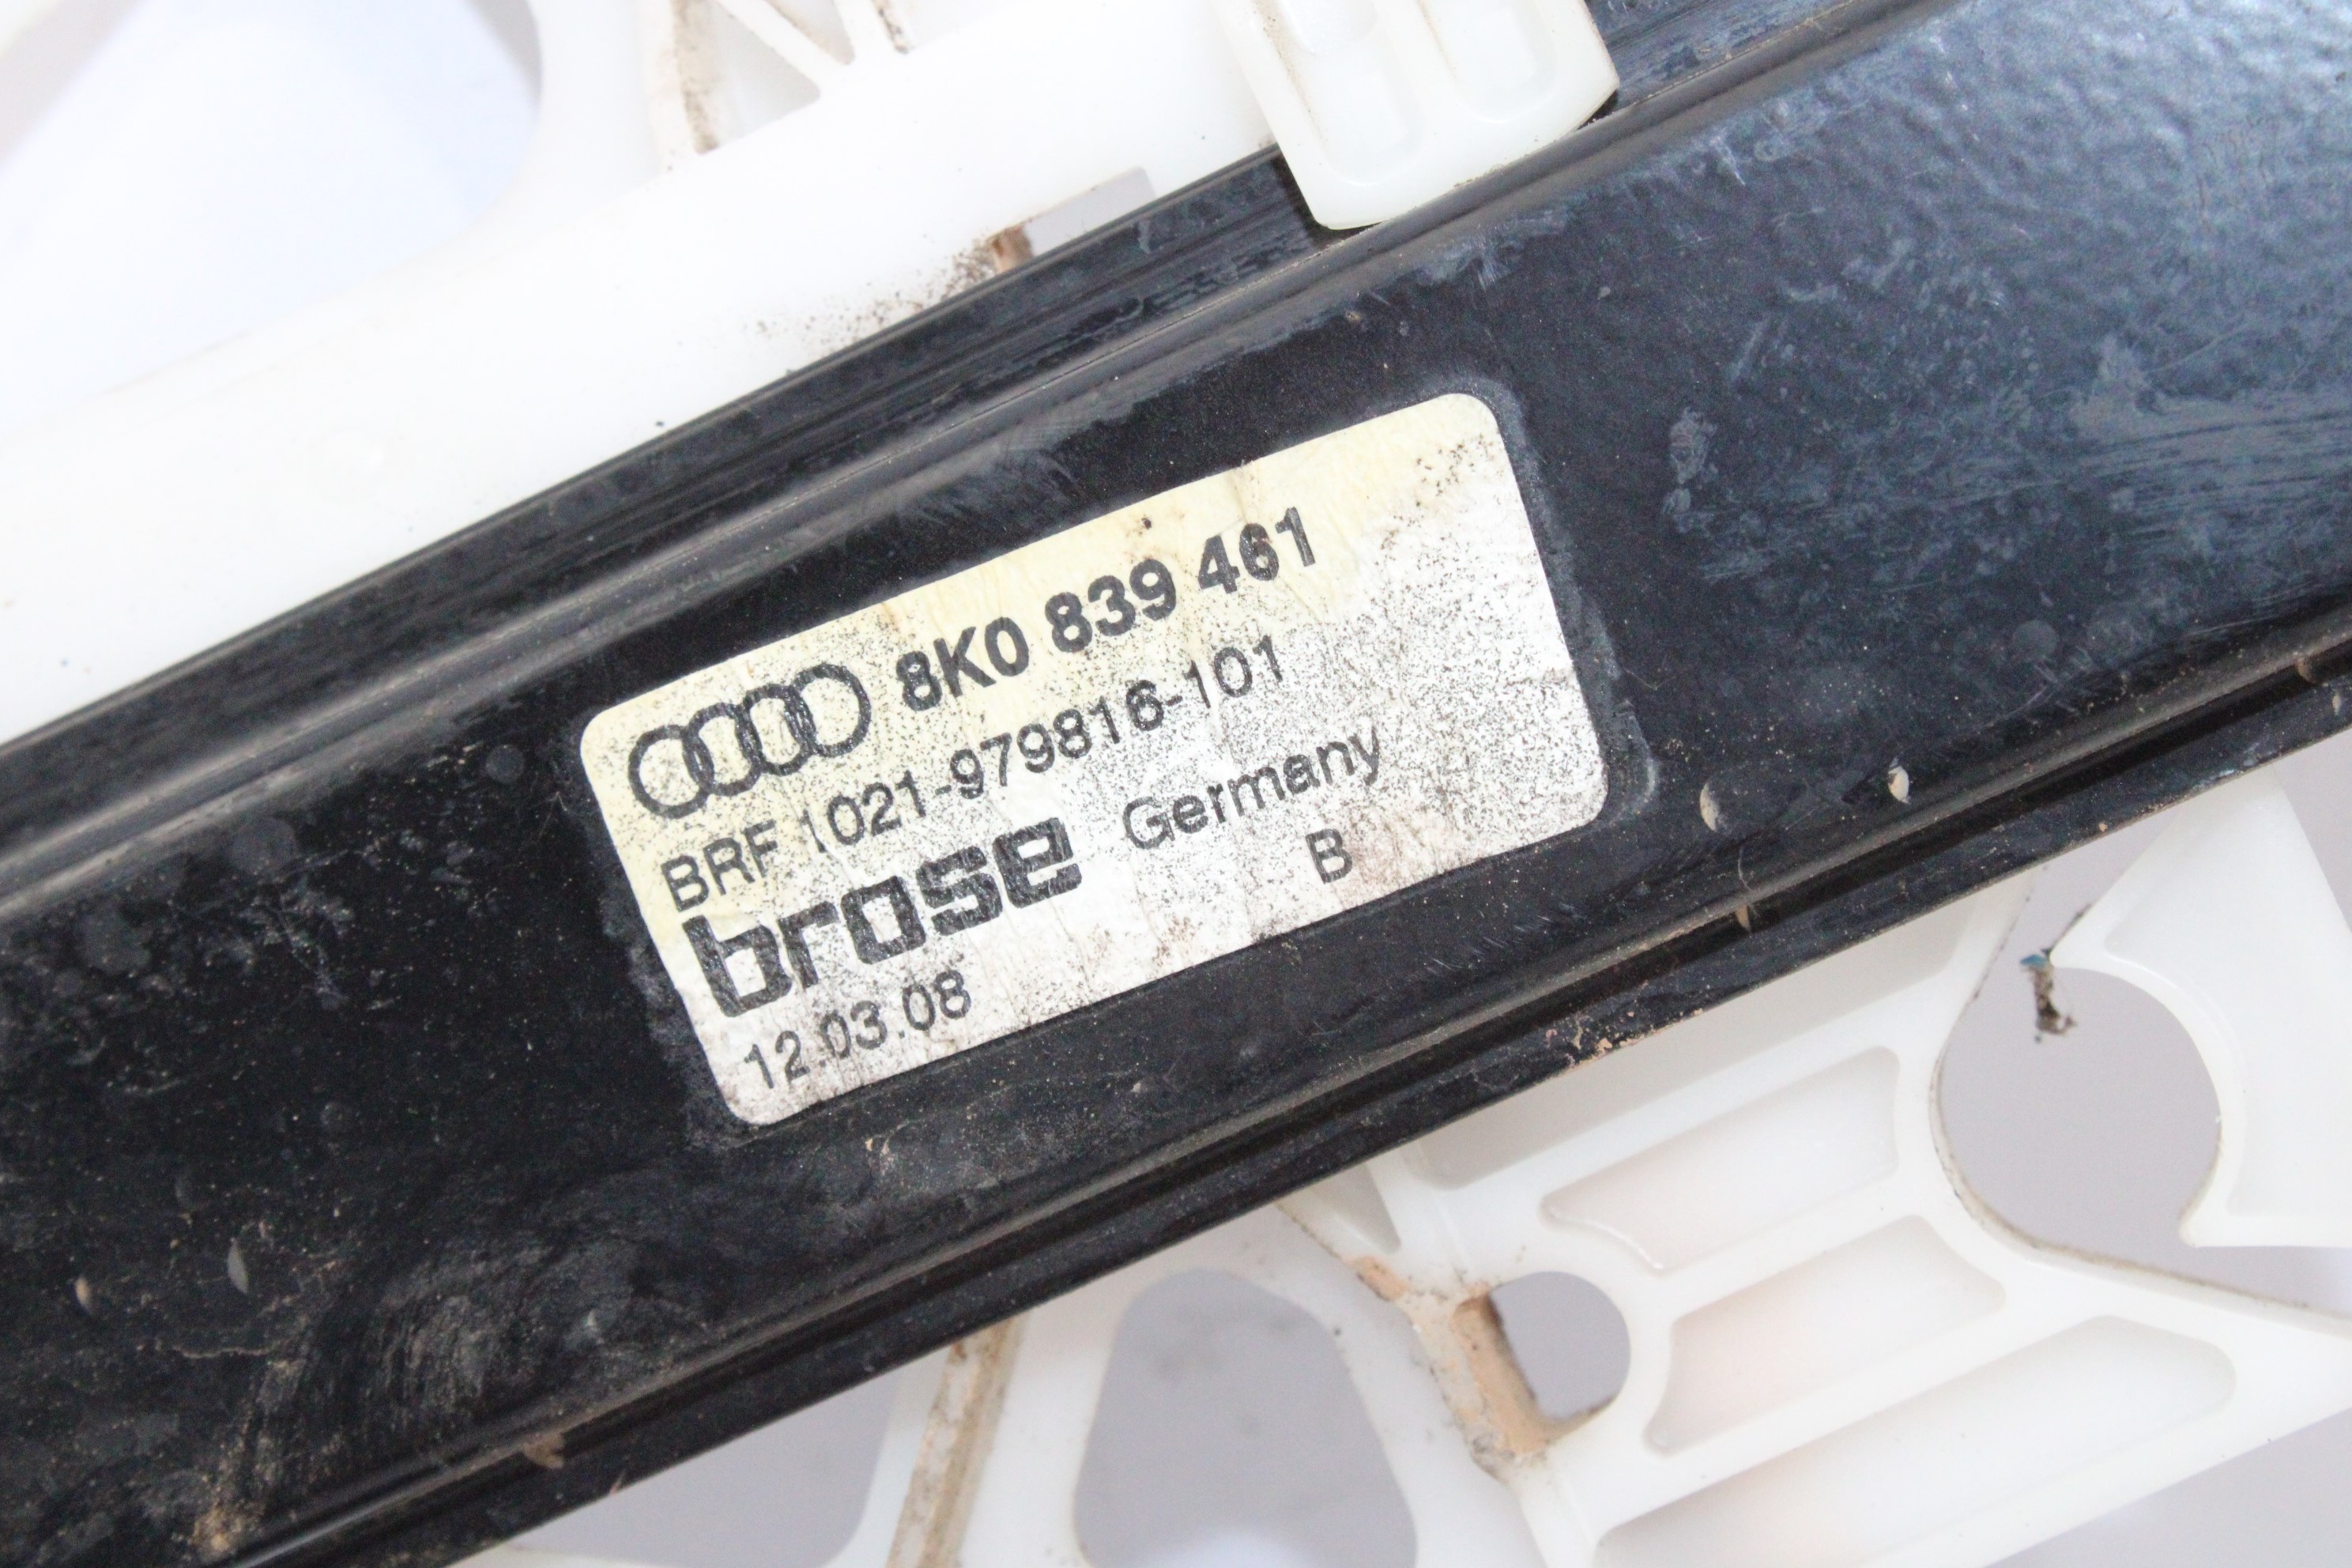 8K0 839 461
BRF 1021-979816-101
brose Germany
B
12.03.08